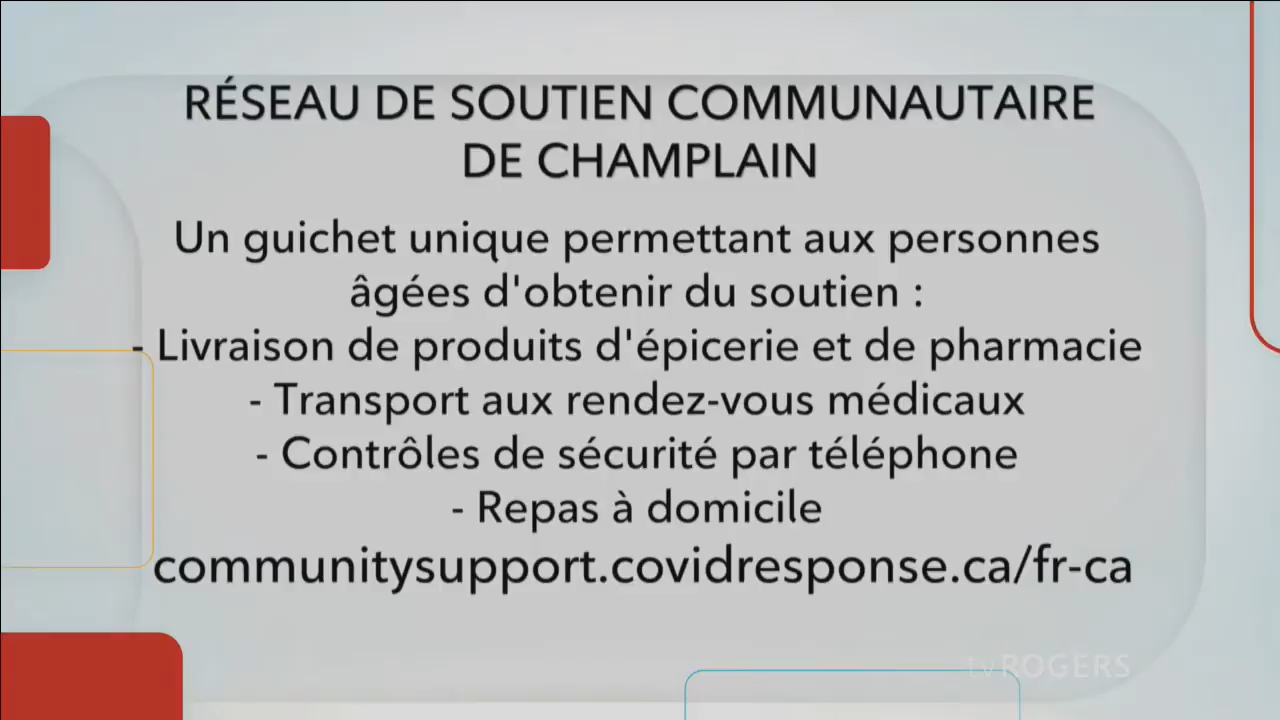 RÉSEAU DE SOUTIEN COMMUNAUTAIRE
DE CHAMPLAIN
Un guichet unique permettant aux personnes
âgées d'obtenir du soutien :
- Livraison de produits d'épicerie et de pharmacie
- Transport aux rendez-vous médicaux
- Contrôles de sécurité par téléphone
- Repas à domicile
communitysupport.covidresponse.ca/fr-ca
tvROGERS